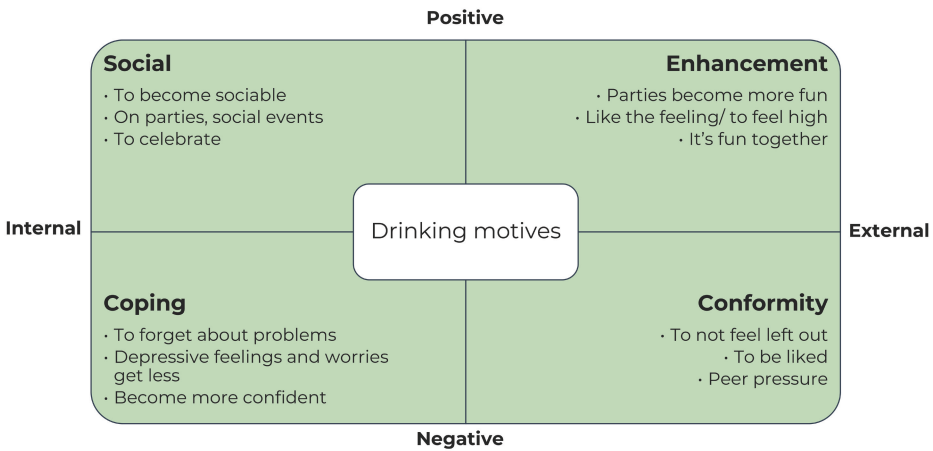 Positive
Social
• To become sociable
• On parties, social events
• To celebrate
Enhancement
• Parties become more fun
• Like the feeling/ to feel high
• It's fun together
Internal
Drinking motives
External
Coping
• To forget about problems
• Depressive feelings and worries
get less
• Become more confident
Conformity
• To not feel left out
• To be liked
• Peer pressure
Negative